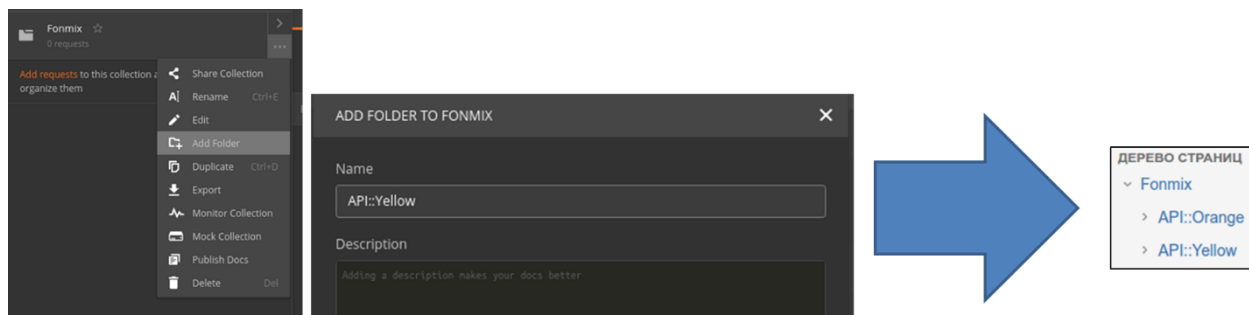 Fonmix
0 requests
Add requests to this collection a
organize them
Share Collection
Rename Ctrl+E
Edit
Add Folder
Duplicate Ctrl+D
Export
Monitor Collection
Mock Collection
Publish Docs
Delete Del
ADD FOLDER TO FONMIX
Name
API::Yellow
Description
Adding a description makes your docs better
ДЕРЕВО СТРАНИЦ
Fonmix
API::Orange
API::Yellow